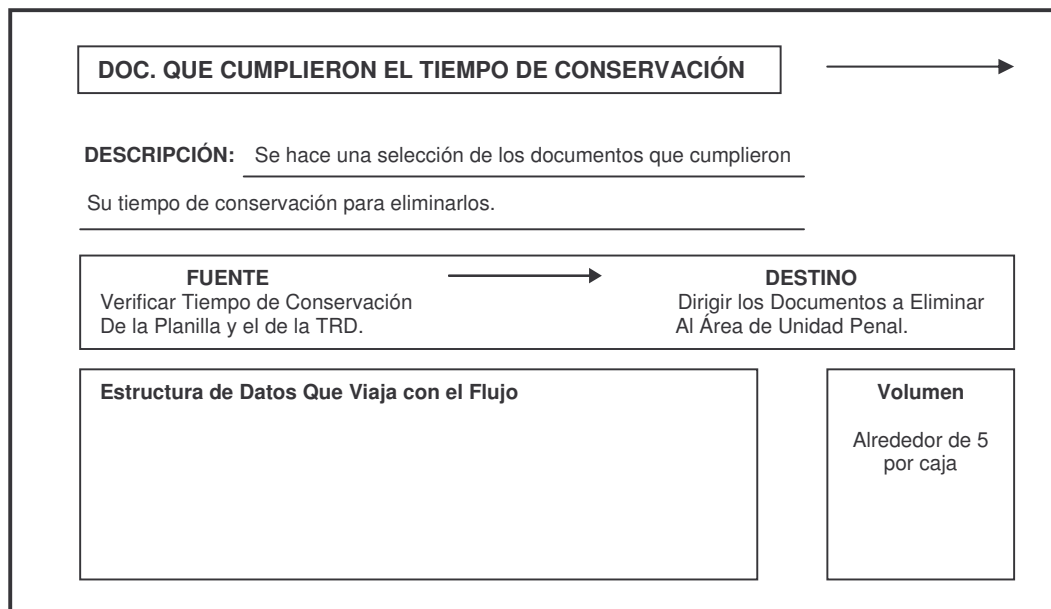 DOC. QUE CUMPLIERON EL TIEMPO DE CONSERVACIÓN
DESCRIPCIÓN: Se hace una selección de los documentos que cumplieron
Su tiempo de conservación para eliminarlos.
FUENTE
Verificar Tiempo de Conservación
De la Planilla y el de la TRD.
DESTINO
Dirigir los Documentos a Eliminar
Al Área de Unidad Penal.
Estructura de Datos Que Viaja con el Flujo
Volumen
Alrededor de 5
por caja